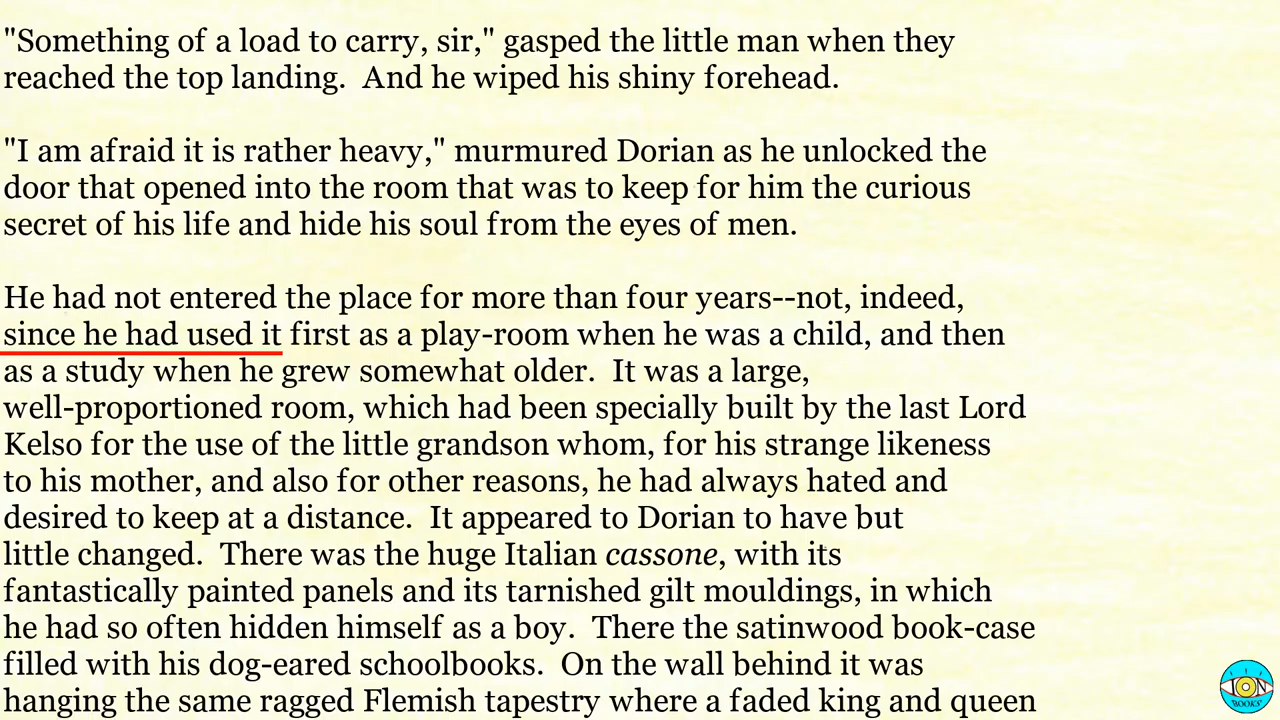 "Something of a load to carry, sir," gasped the little man when they
reached the top landing.  And he wiped his shiny forehead.
"I am afraid it is rather heavy," murmured Dorian as he unlocked the
door that opened into the room that was to keep for him the curious
secret of his life and hide his soul from the eyes of men.
He had not entered the place for more than four years--not, indeed,
since he had used it first as a play-room when he was a child, and then
as a study when he grew somewhat older.  It was a large,
well-proportioned room, which had been specially built by the last Lord
Kelso for the use of the little grandson whom, for his strange likeness
to his mother, and also for other reasons, he had always hated and
desired to keep at a distance.  It appeared to Dorian to have but
little changed.  There was the huge Italian cassone, with its
fantastically painted panels and its tarnished gilt mouldings, in which
he had so often hidden himself as a boy.  There the satinwood book-case
filled with his dog-eared schoolbooks.  On the wall behind it was
hanging the same ragged Flemish tapestry where a faded king and queen
ION
BOOKS